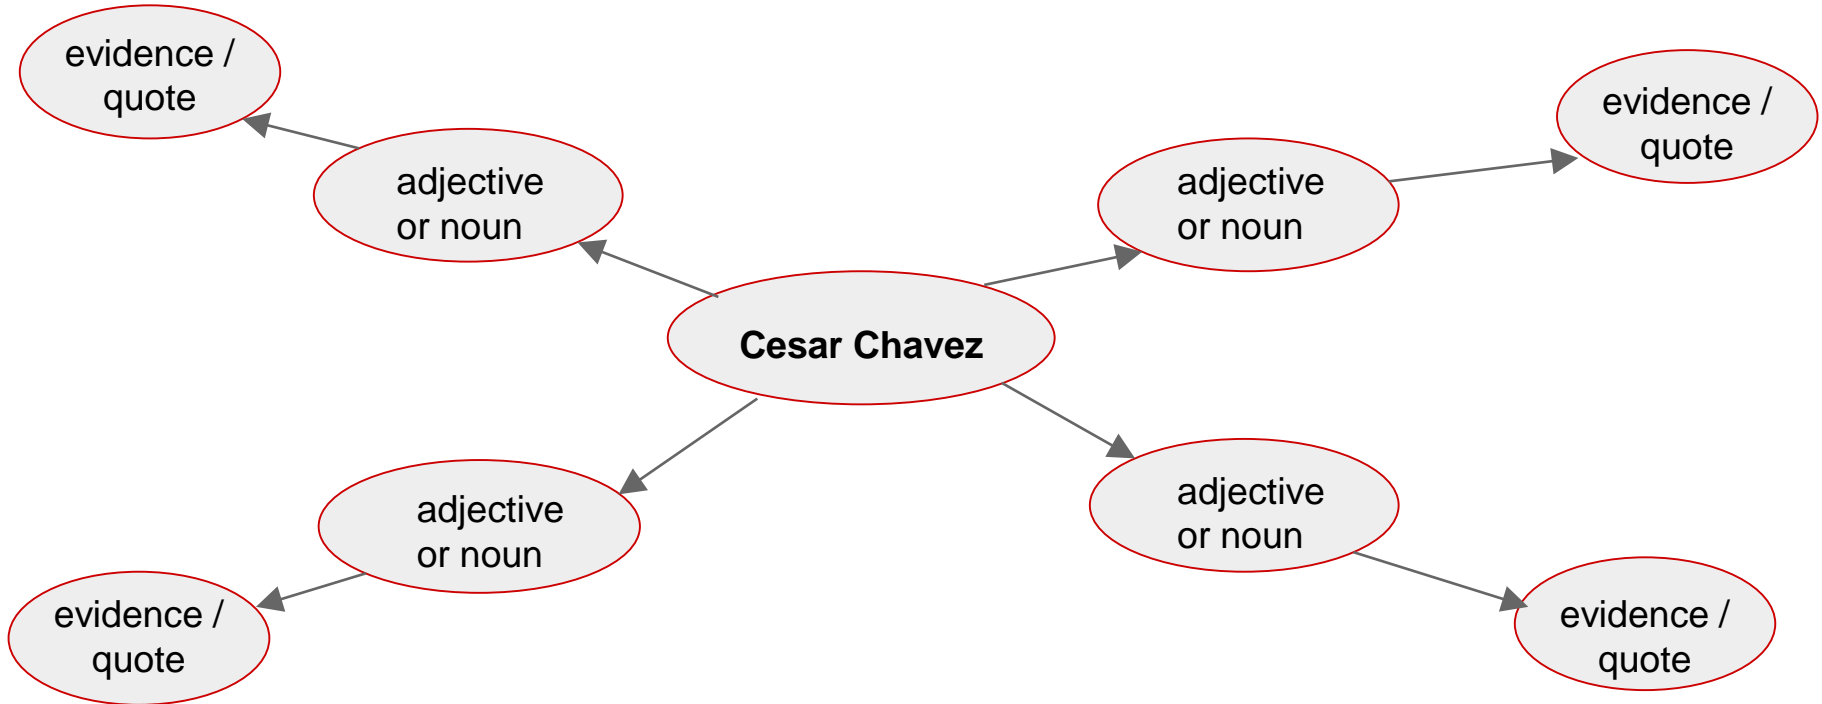 evidence /
quote
adjective
or noun
adjective
or noun
evidence /
quote
Cesar Chavez
adjective
or noun
evidence /
quote
adjective
or noun
evidence /
quote